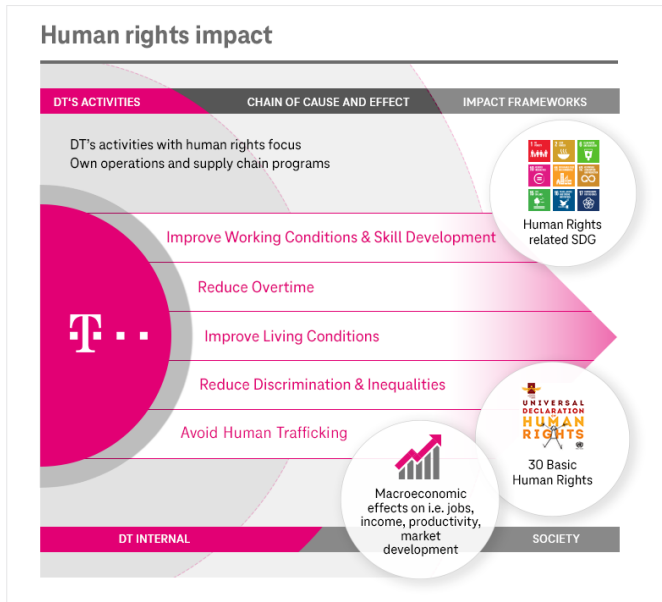 Human rights impact
DT'S ACTIVITIES
CHAIN OF CAUSE AND EFFECT
IMPACT FRAMEWORKS
DT's activities with human rights focus
Own operations and supply chain programs
Human Rights
related SDG
Improve Working Conditions & Skill Development
Reduce Overtime
T
Improve Living Conditions
Reduce Discrimination & Inequalities
Avoid Human Trafficking
UNIVERSAL
DECLARATION
OF
HUMAN
RIGHTS
30 Basic
Human Rights
Macroeconomic
effects on i.e. jobs,
income, productivity,
market
development
DT INTERNAL
SOCIETY